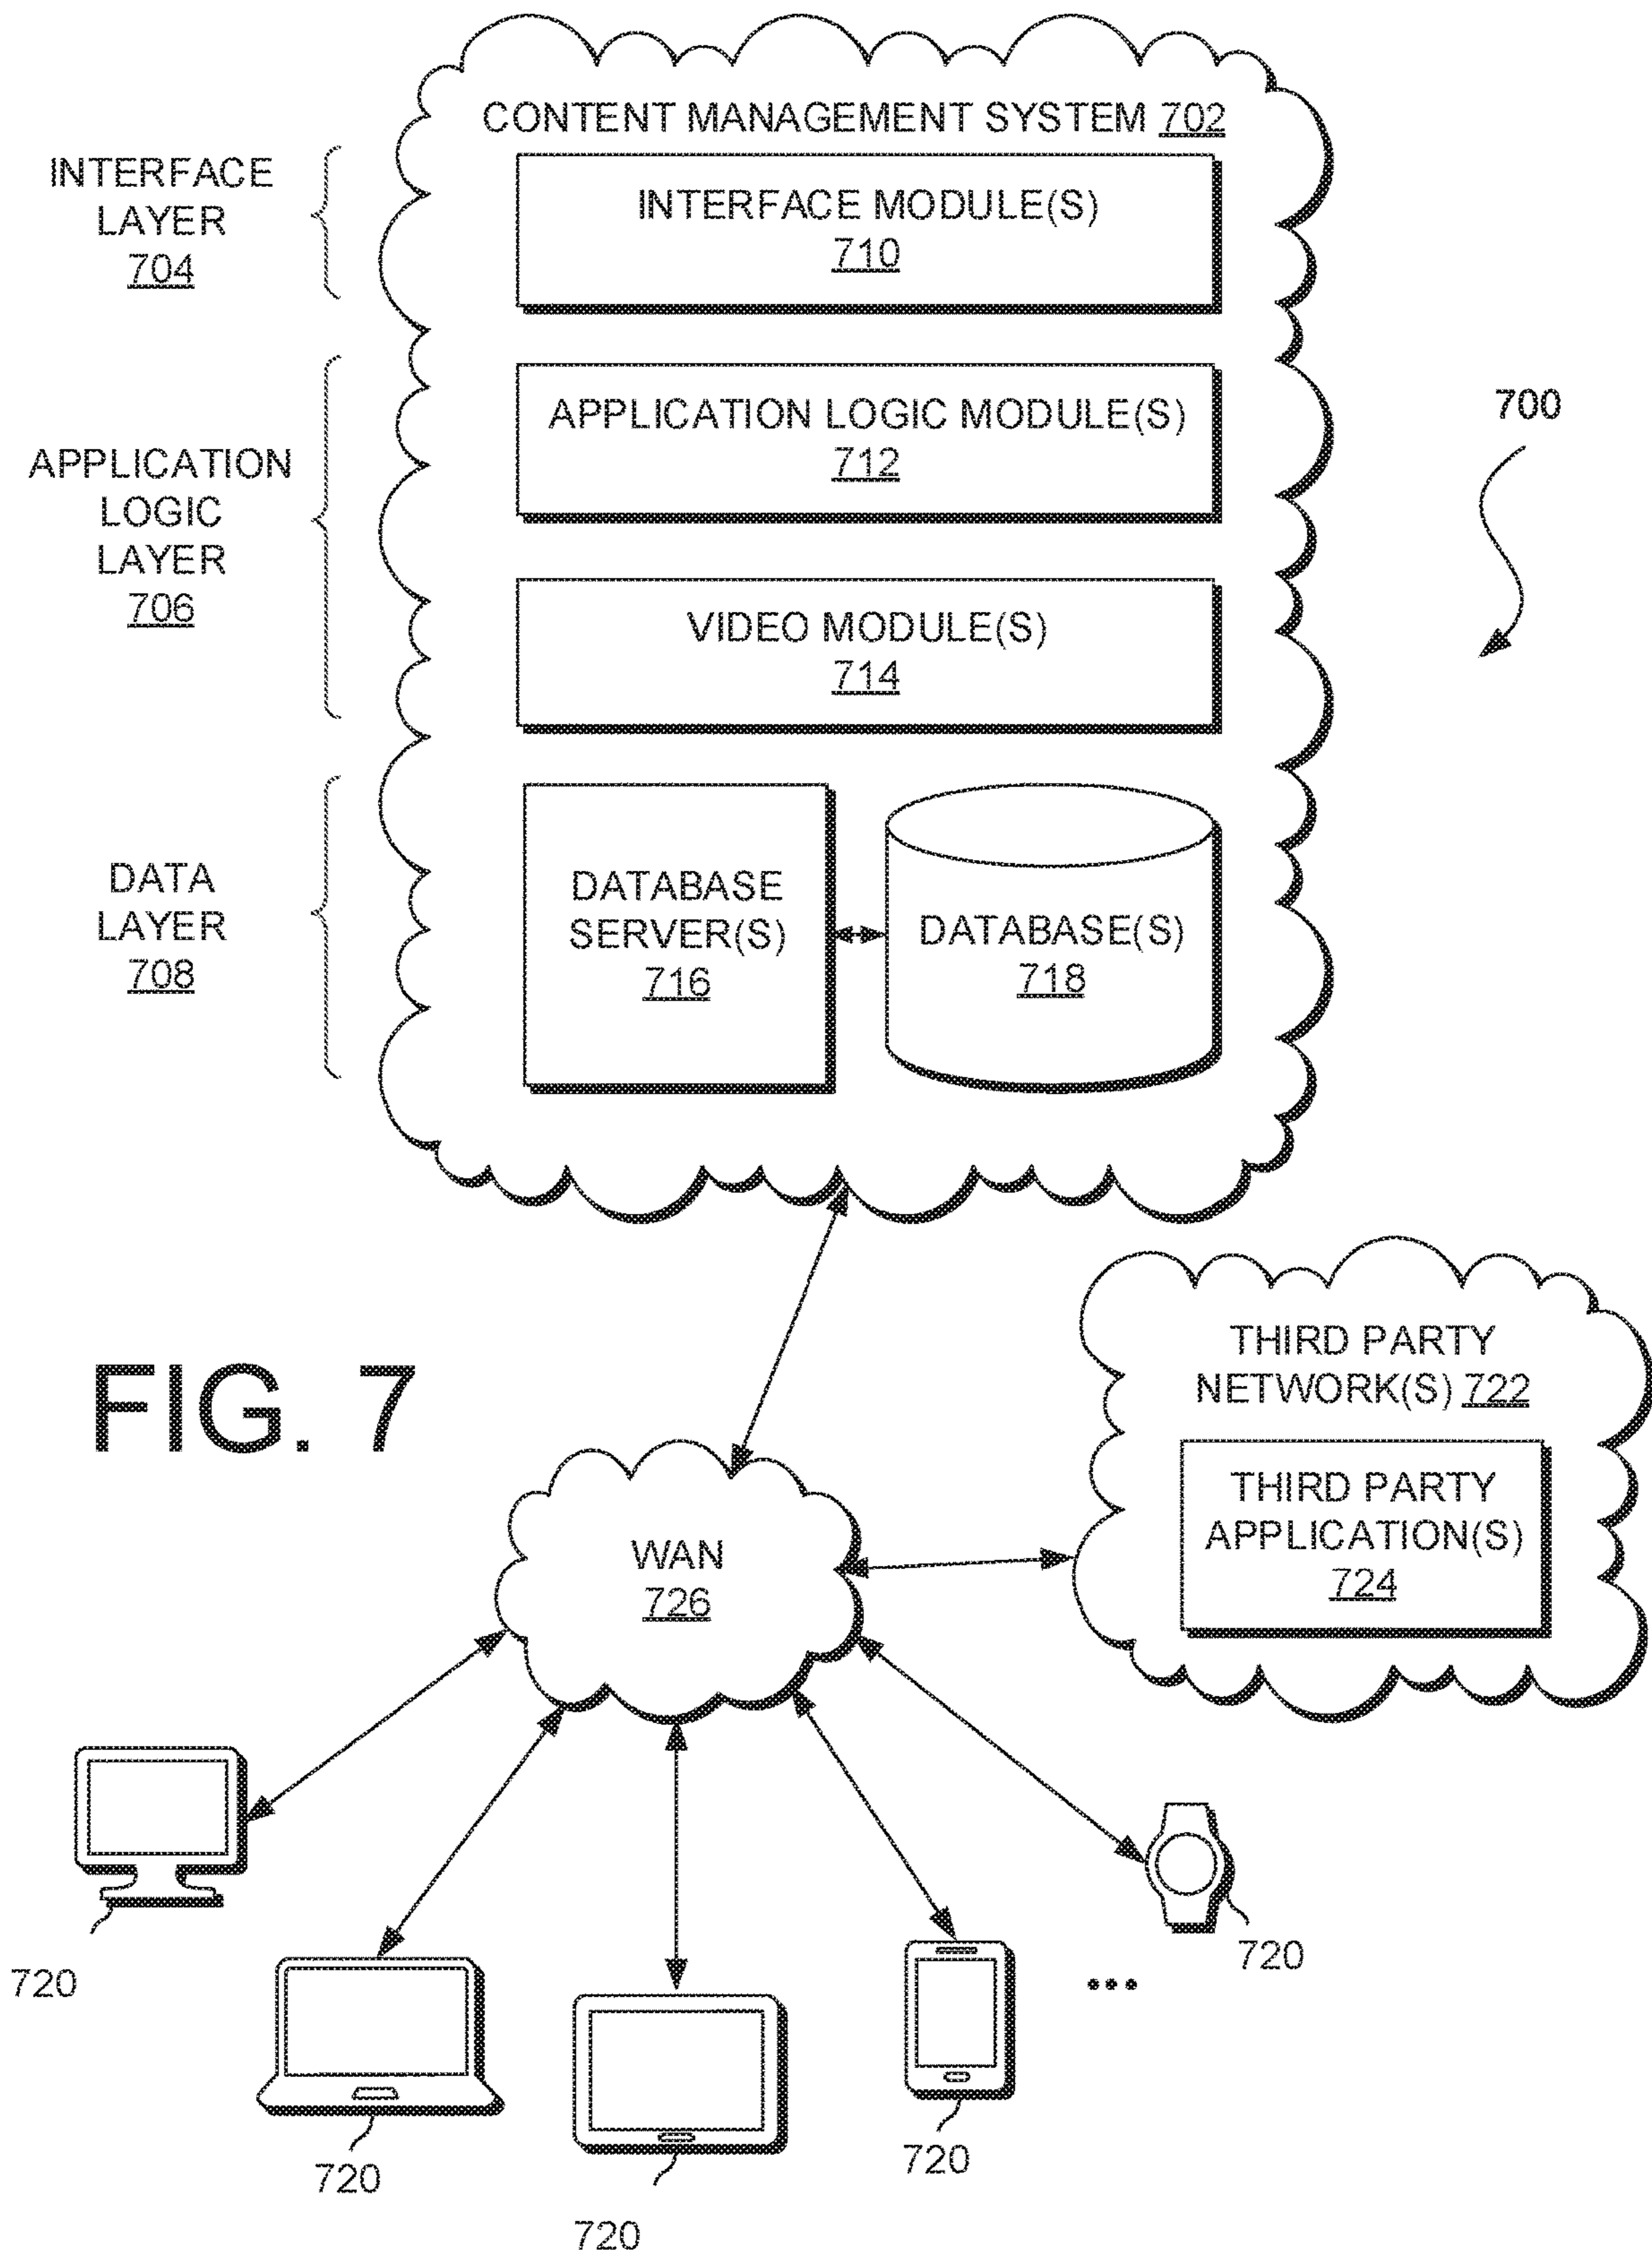 CONTENT MANAGEMENT SYSTEM 702
INTERFACE
LAYER
704
INTERFACE MODULE(S)
710
APPLICATION
LOGIC
LAYER
706
APPLICATION LOGIC MODULE(S)
712
700
VIDEO MODULE(S)
714
DATA
LAYER
708
DATABASE
SERVER(S)
716
DATABASE(S)
718
FIG. 7
THIRD PARTY
NETWORK(S) 722
THIRD PARTY
APPLICATION(S)
724
WAN
726
720
720
720
720
720